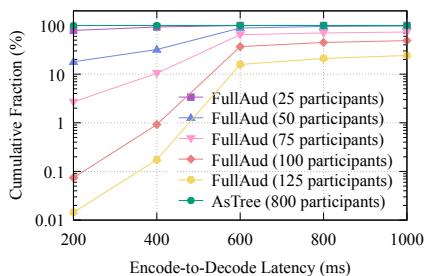 Cumulative Fraction (%)
100
10
1
0.1
0.01
FullAud (25 participants)
FullAud (50 participants)
FullAud (75 participants)
FullAud (100 participants)
FullAud (125 participants)
AsTree (800 participants)
200 400 600 800 1000
Encode-to-Decode Latency (ms)